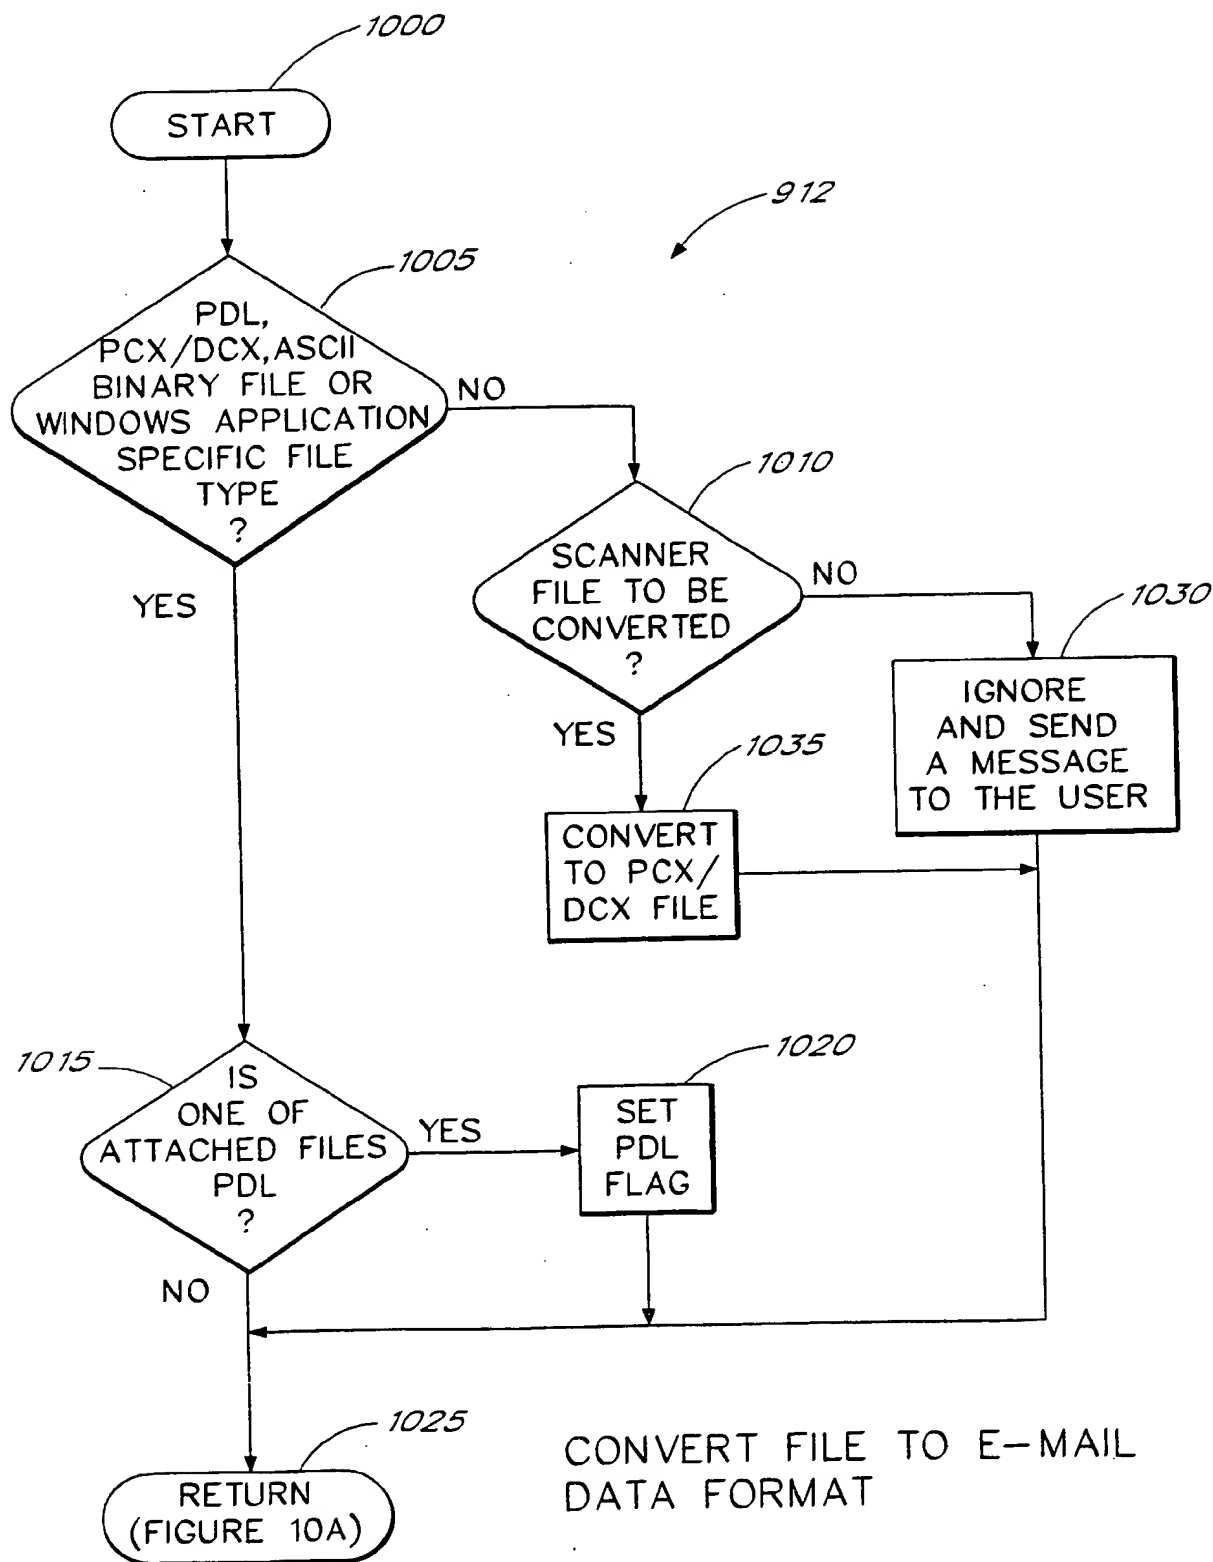 1000
START
912
1005
PDL,
PCX/DCX, ASCII
BINARY FILE OR
WINDOWS APPLICATION
SPECIFIC FILE
TYPE
?
NO
YES
1010
SCANNER
FILE TO BE
CONVERTED
?
NO
YES
1030
IGNORE
AND SEND
A MESSAGE
TO THE USER
1035
CONVERT
TO PCX/
DCX FILE
1015
IS
ONE OF
ATTACHED FILES
PDL
?
YES
NO
1020
SET
PDL
FLAG
1025
RETURN
(FIGURE 10A)
CONVERT FILE TO E-MAIL
DATA FORMAT